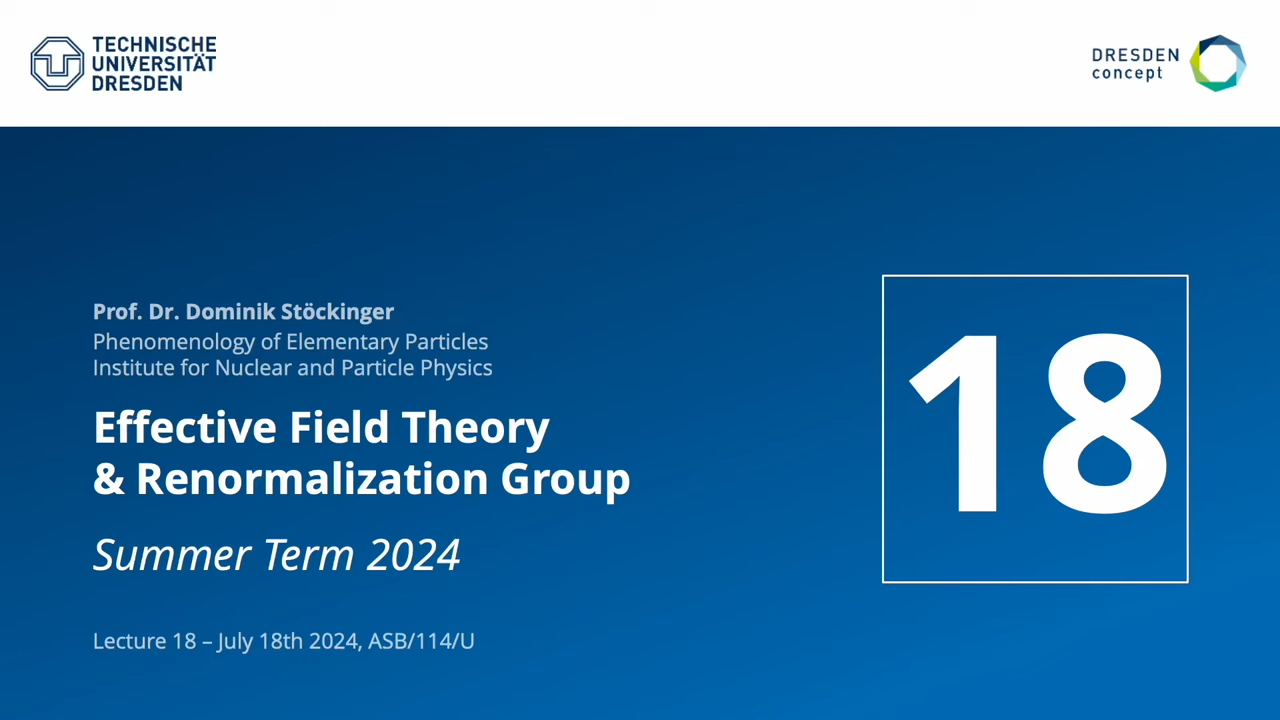 TECHNISCHE
UNIVERSITÄT
DRESDEN
DRESDEN
concept
Prof. Dr. Dominik Stöckinger
Phenomenology of Elementary Particles
Institute for Nuclear and Particle Physics
Effective Field Theory
& Renormalization Group
Summer Term 2024
Lecture 18 – July 18th 2024, ASB/114/U
18